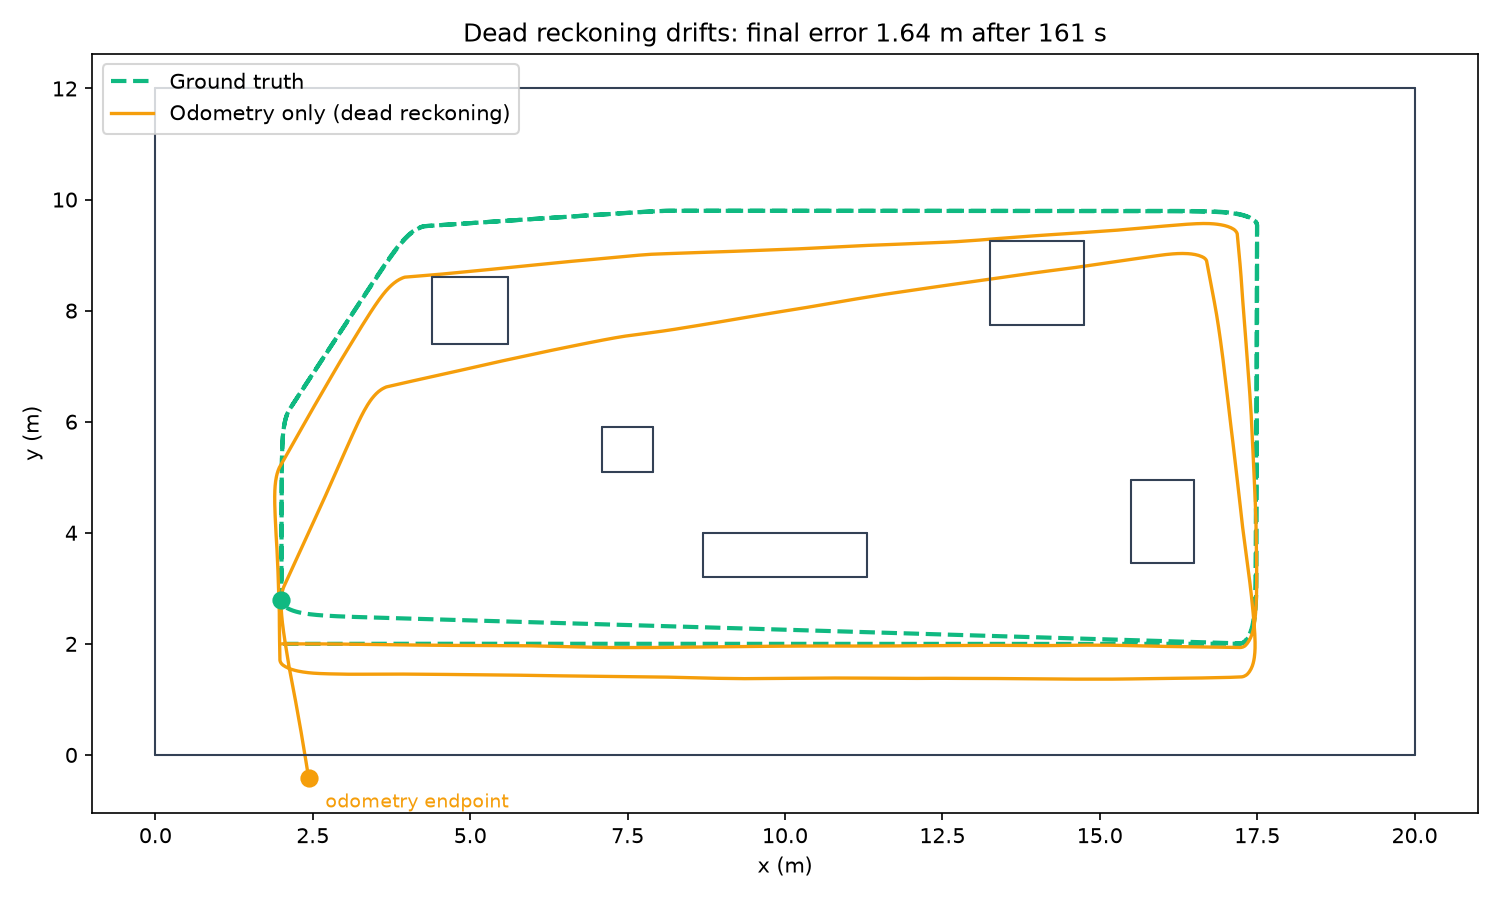 Dead reckoning drifts: final error 1.64 m after 161 s
Ground truth
Odometry only (dead reckoning)
12
10
8
6
4
2
0
y (m)
odometry endpoint
0.0 2.5 5.0 7.5 10.0 12.5 15.0 17.5 20.0
x (m)